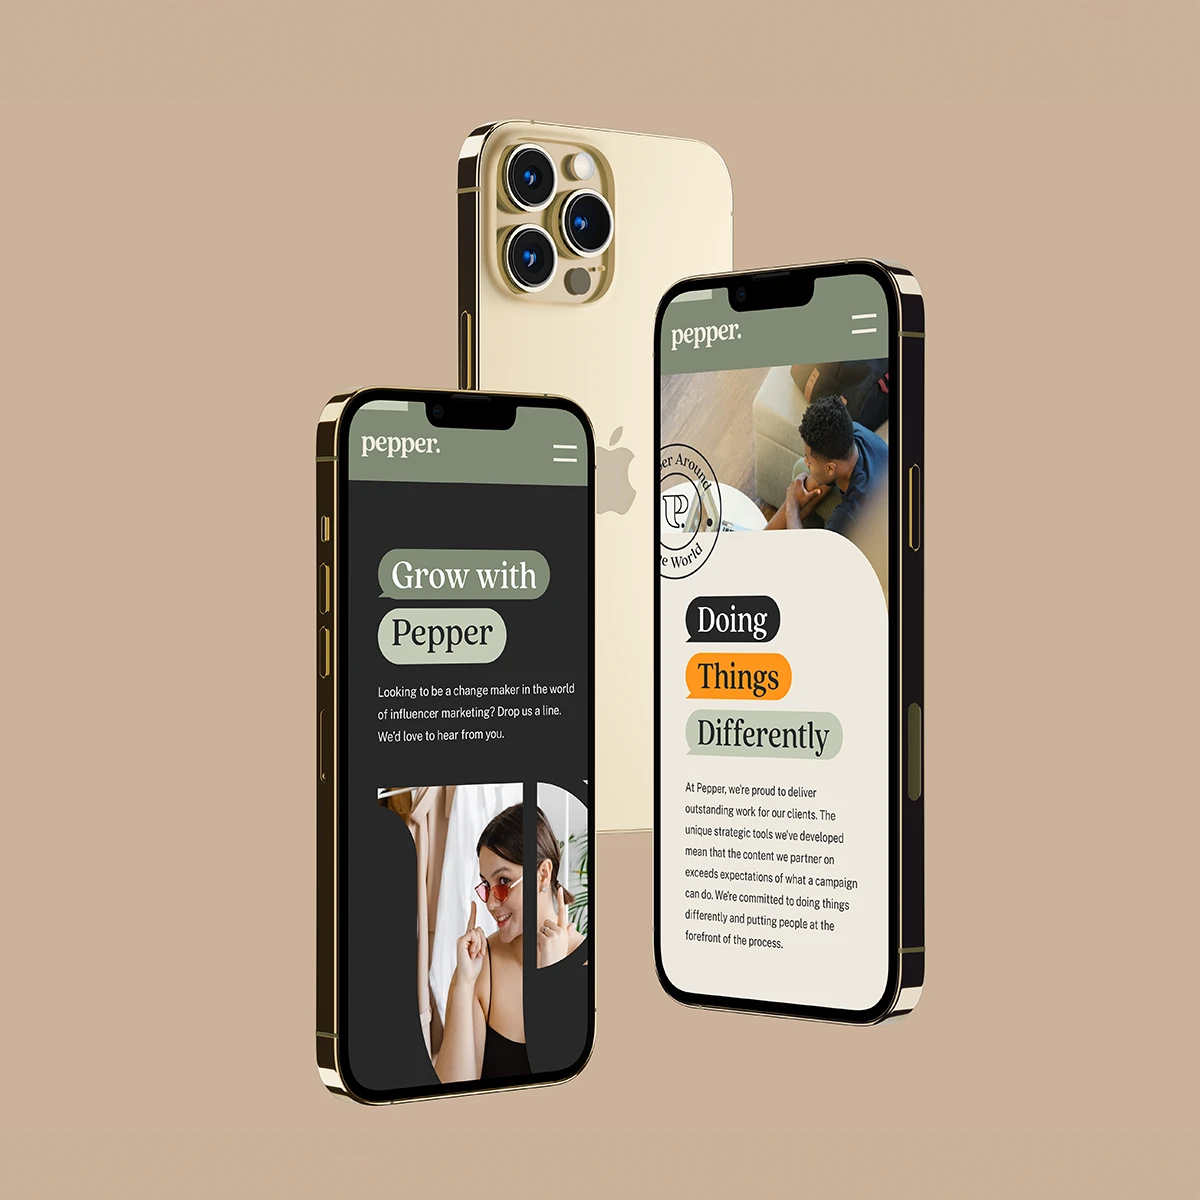 pepper.
Grow with
Pepper
Looking to be a change maker in the world
of influencer marketing? Drop us a line.
We'd love to hear from you.
pepper.
er Around
P.
e World
Doing
Things
Differently
At Pepper, we're proud to deliver
outstanding work for our clients. The
unique strategic tools we've developed
mean that the content we partner on
exceeds expectations of what a campaign
can do. We're committed to doing things
differently and putting people at the
forefront of the process.